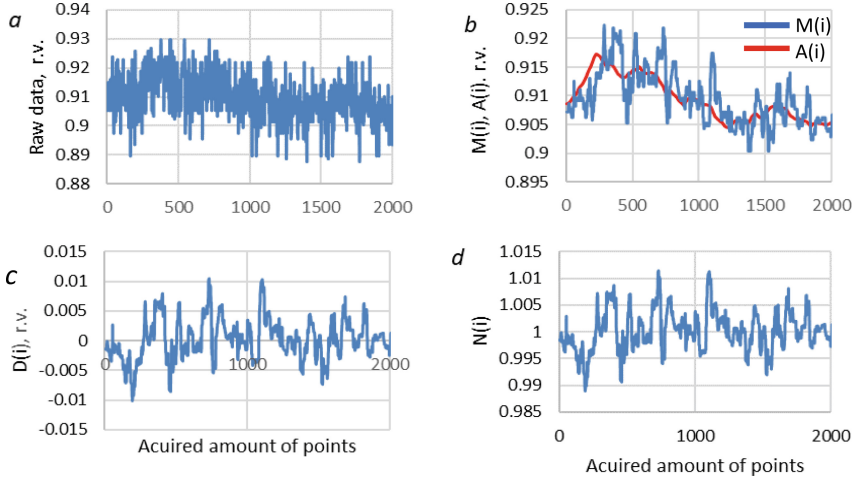 a
Raw data, r.v.
0.94
0.93
0.92
0.91
0.9
0.89
0.88
0 500 1000 1500 2000
b
M(i), A(i). r.v.
0.925
0.92
0.915
0.91
0.905
0.9
0.895
0 500 1000 1500 2000
M(i)
A(i)
c
D(i), r.v.
0.015
0.01
0.005
0
-0.005
-0.01
-0.015
0 1000 2000
Acuired amount of points
d
N(i)
1.015
1.01
1.005
1
0.995
0.99
0.985
0 1000 2000
Acuired amount of points